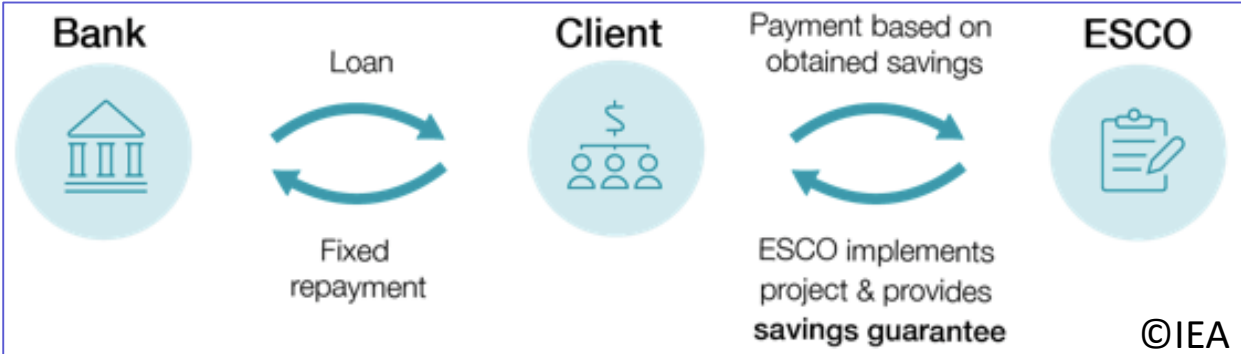 Bank
Client
ESCO
Loan
Payment based on
obtained savings
Fixed
repayment
ESCO implements
project & provides
savings guarantee
©IEA